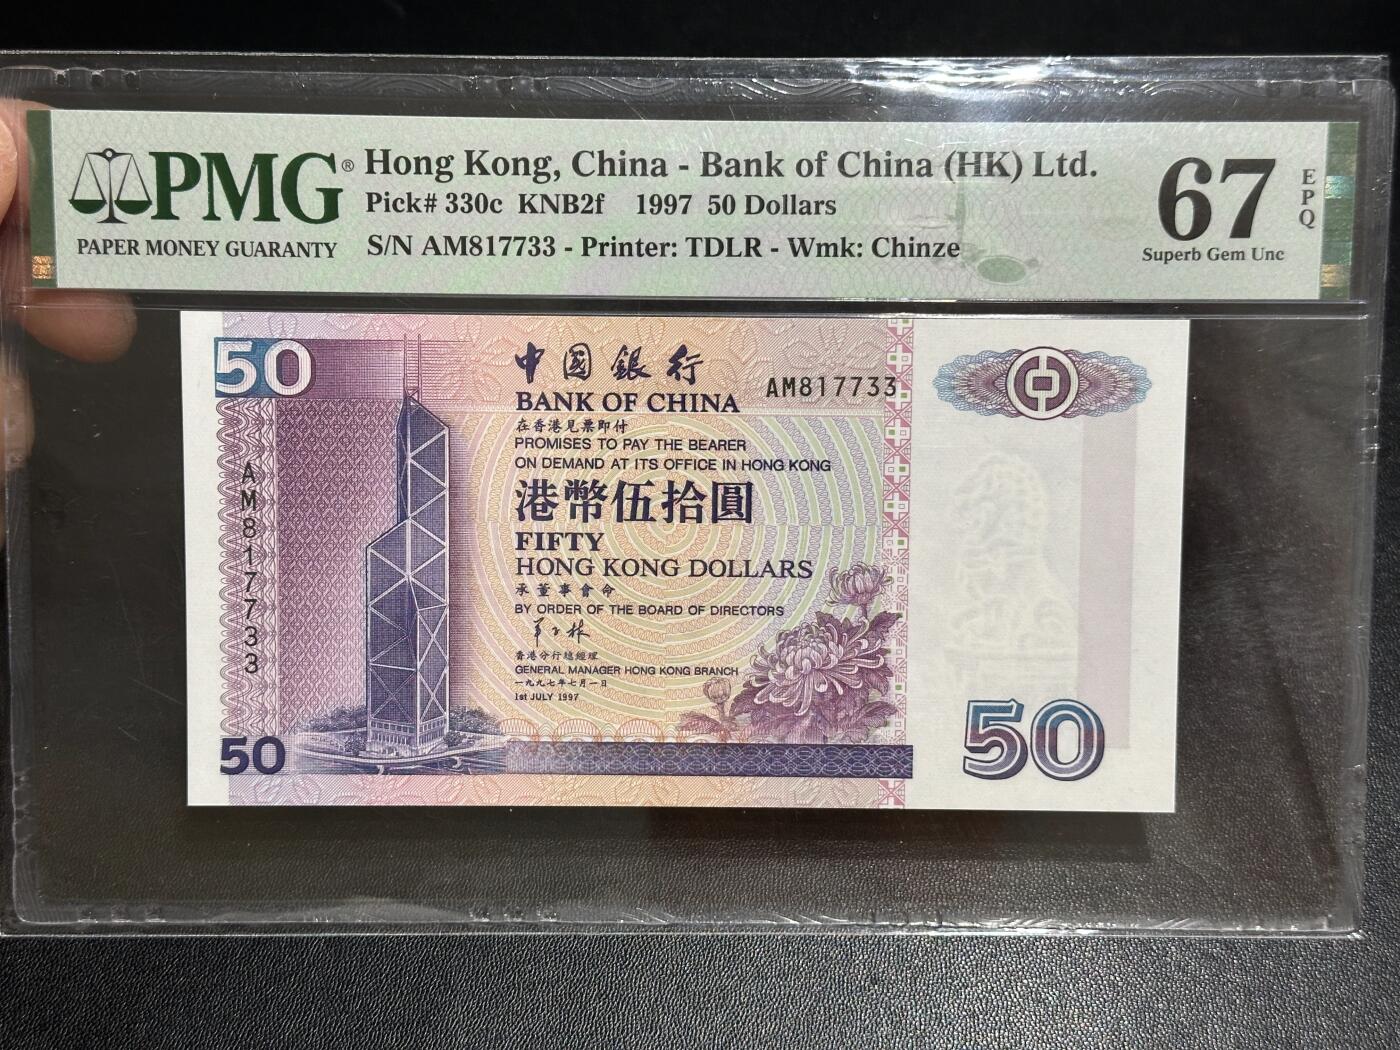 PMG®
PAPER MONEY GUARANTY
Hong Kong, China - Bank of China (HK) Ltd.
Pick# 330c KNB2f 1997 50 Dollars
S/N AM817733 - Printer: TDLR - Wmk: Chinze
67
EPQ
Superb Gem Unc
50
中國銀行
AM817733
BANK OF CHINA
在香港見票即付
PROMISES TO PAY THE BEARER
ON DEMAND AT ITS OFFICE IN HONG KONG
港幣伍拾圓
FIFTY
HONG KONG DOLLARS
承董事會命
BY ORDER OF THE BOARD OF DIRECTORS
香港分行總經理
GENERAL MANAGER HONG KONG BRANCH
一九九七年七月一日
1st JULY 1997
AM817733
50
50